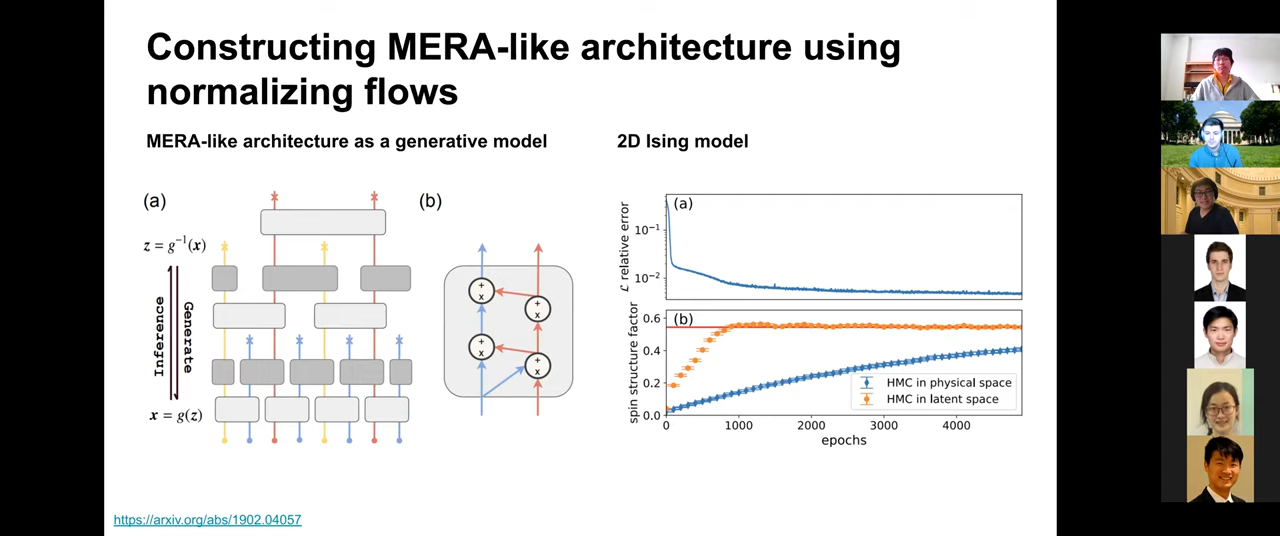 Constructing MERA-like architecture using
normalizing flows
MERA-like architecture as a generative model
2D Ising model
(a)
z = g⁻¹(x)
Inference
Generate
x = g(z)
(b)
+
x
+
x
+
x
+
x
(a)
ℒ relative error
10⁻¹
10⁻²
(b)
spin structure factor
0.6
0.4
0.2
0.0
HMC in physical space
HMC in latent space
0 1000 2000 3000 4000
epochs
https://arxiv.org/abs/1902.04057